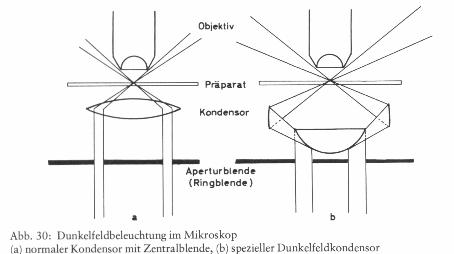 Objektiv
Präparat
Kondensor
Aperturblende
(Ringblende)
a
b
Abb. 30: Dunkelfeldbeleuchtung im Mikroskop
(a) normaler Kondensor mit Zentralblende, (b) spezieller Dunkelfeldkondensor